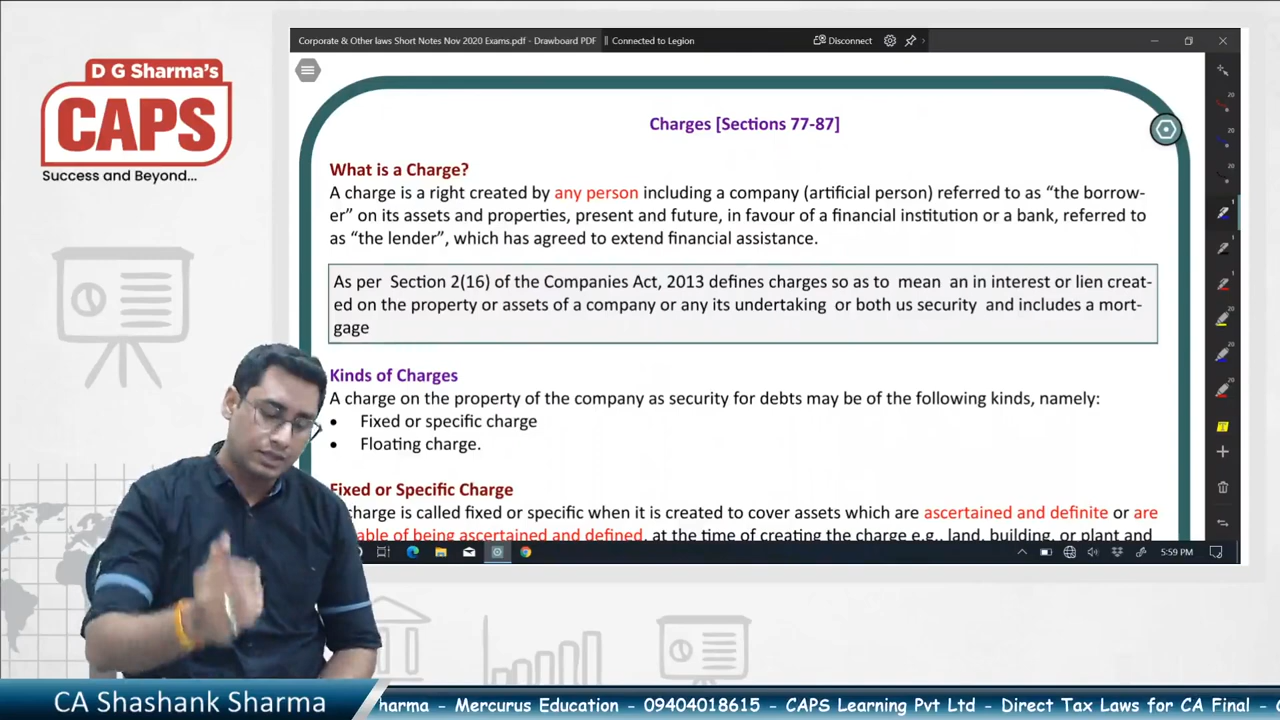 D G Sharma's
CAPS
Success and Beyond...
Corporate & Other laws Short Notes Nov 2020 Exams.pdf - Drawboard PDF
Connected to Legion
Disconnect
Charges [Sections 77-87]
What is a Charge?
A charge is a right created by any person including a company (artificial person) referred to as “the borrow-
er” on its assets and properties, present and future, in favour of a financial institution or a bank, referred to
as “the lender”, which has agreed to extend financial assistance.
As per Section 2(16) of the Companies Act, 2013 defines charges so as to mean an in interest or lien creat-
ed on the property or assets of a company or any its undertaking or both us security and includes a mort-
gage
Kinds of Charges
A charge on the property of the company as security for debts may be of the following kinds, namely:
• Fixed or specific charge
• Floating charge.
Fixed or Specific Charge
charge is called fixed or specific when it is created to cover assets which are ascertained and definite or are
able of being ascertained and defined, at the time of creating the charge e.g., land, building, or plant and
5:59 PM
CA Shashank Sharma
harma - Mercurus Education - 09404018615 - CAPS Learning Pvt Ltd - Direct Tax Laws for CA Final -